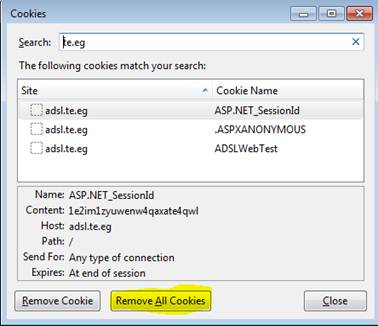 Cookies
Search: te.eg
The following cookies match your search:
Site Cookie Name
adsl.te.eg ASP.NET_SessionId
adsl.te.eg .ASPXANONYMOUS
adsl.te.eg ADSLWebTest
Name: ASP.NET_SessionId
Content: 1e2im1zyuwenw4qaxate4qwl
Host: adsl.te.eg
Path: /
Send For: Any type of connection
Expires: At end of session
Remove Cookie Remove All Cookies Close